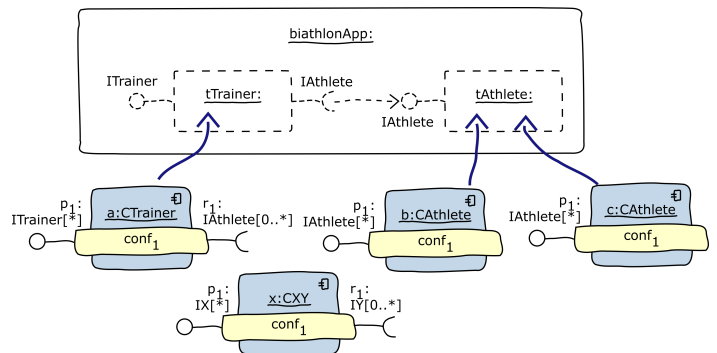 biathlonApp:
ITrainer
IAthlete
tTrainer:
tAthlete:
IAthlete
p1:
ITrainer[*]
a:CTrainer
r1:
IAthlete[0..*]
conf1
p1:
IAthlete[*]
b:CAthlete
conf1
p1:
IAthlete[*]
c:CAthlete
conf1
p1:
IX[*]
x:CXY
r1:
IY[0..*]
conf1